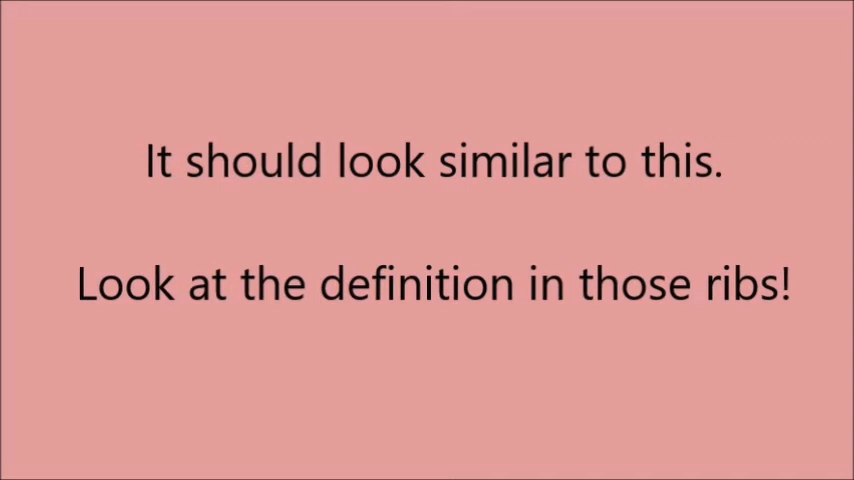 It should look similar to this.
Look at the definition in those ribs!